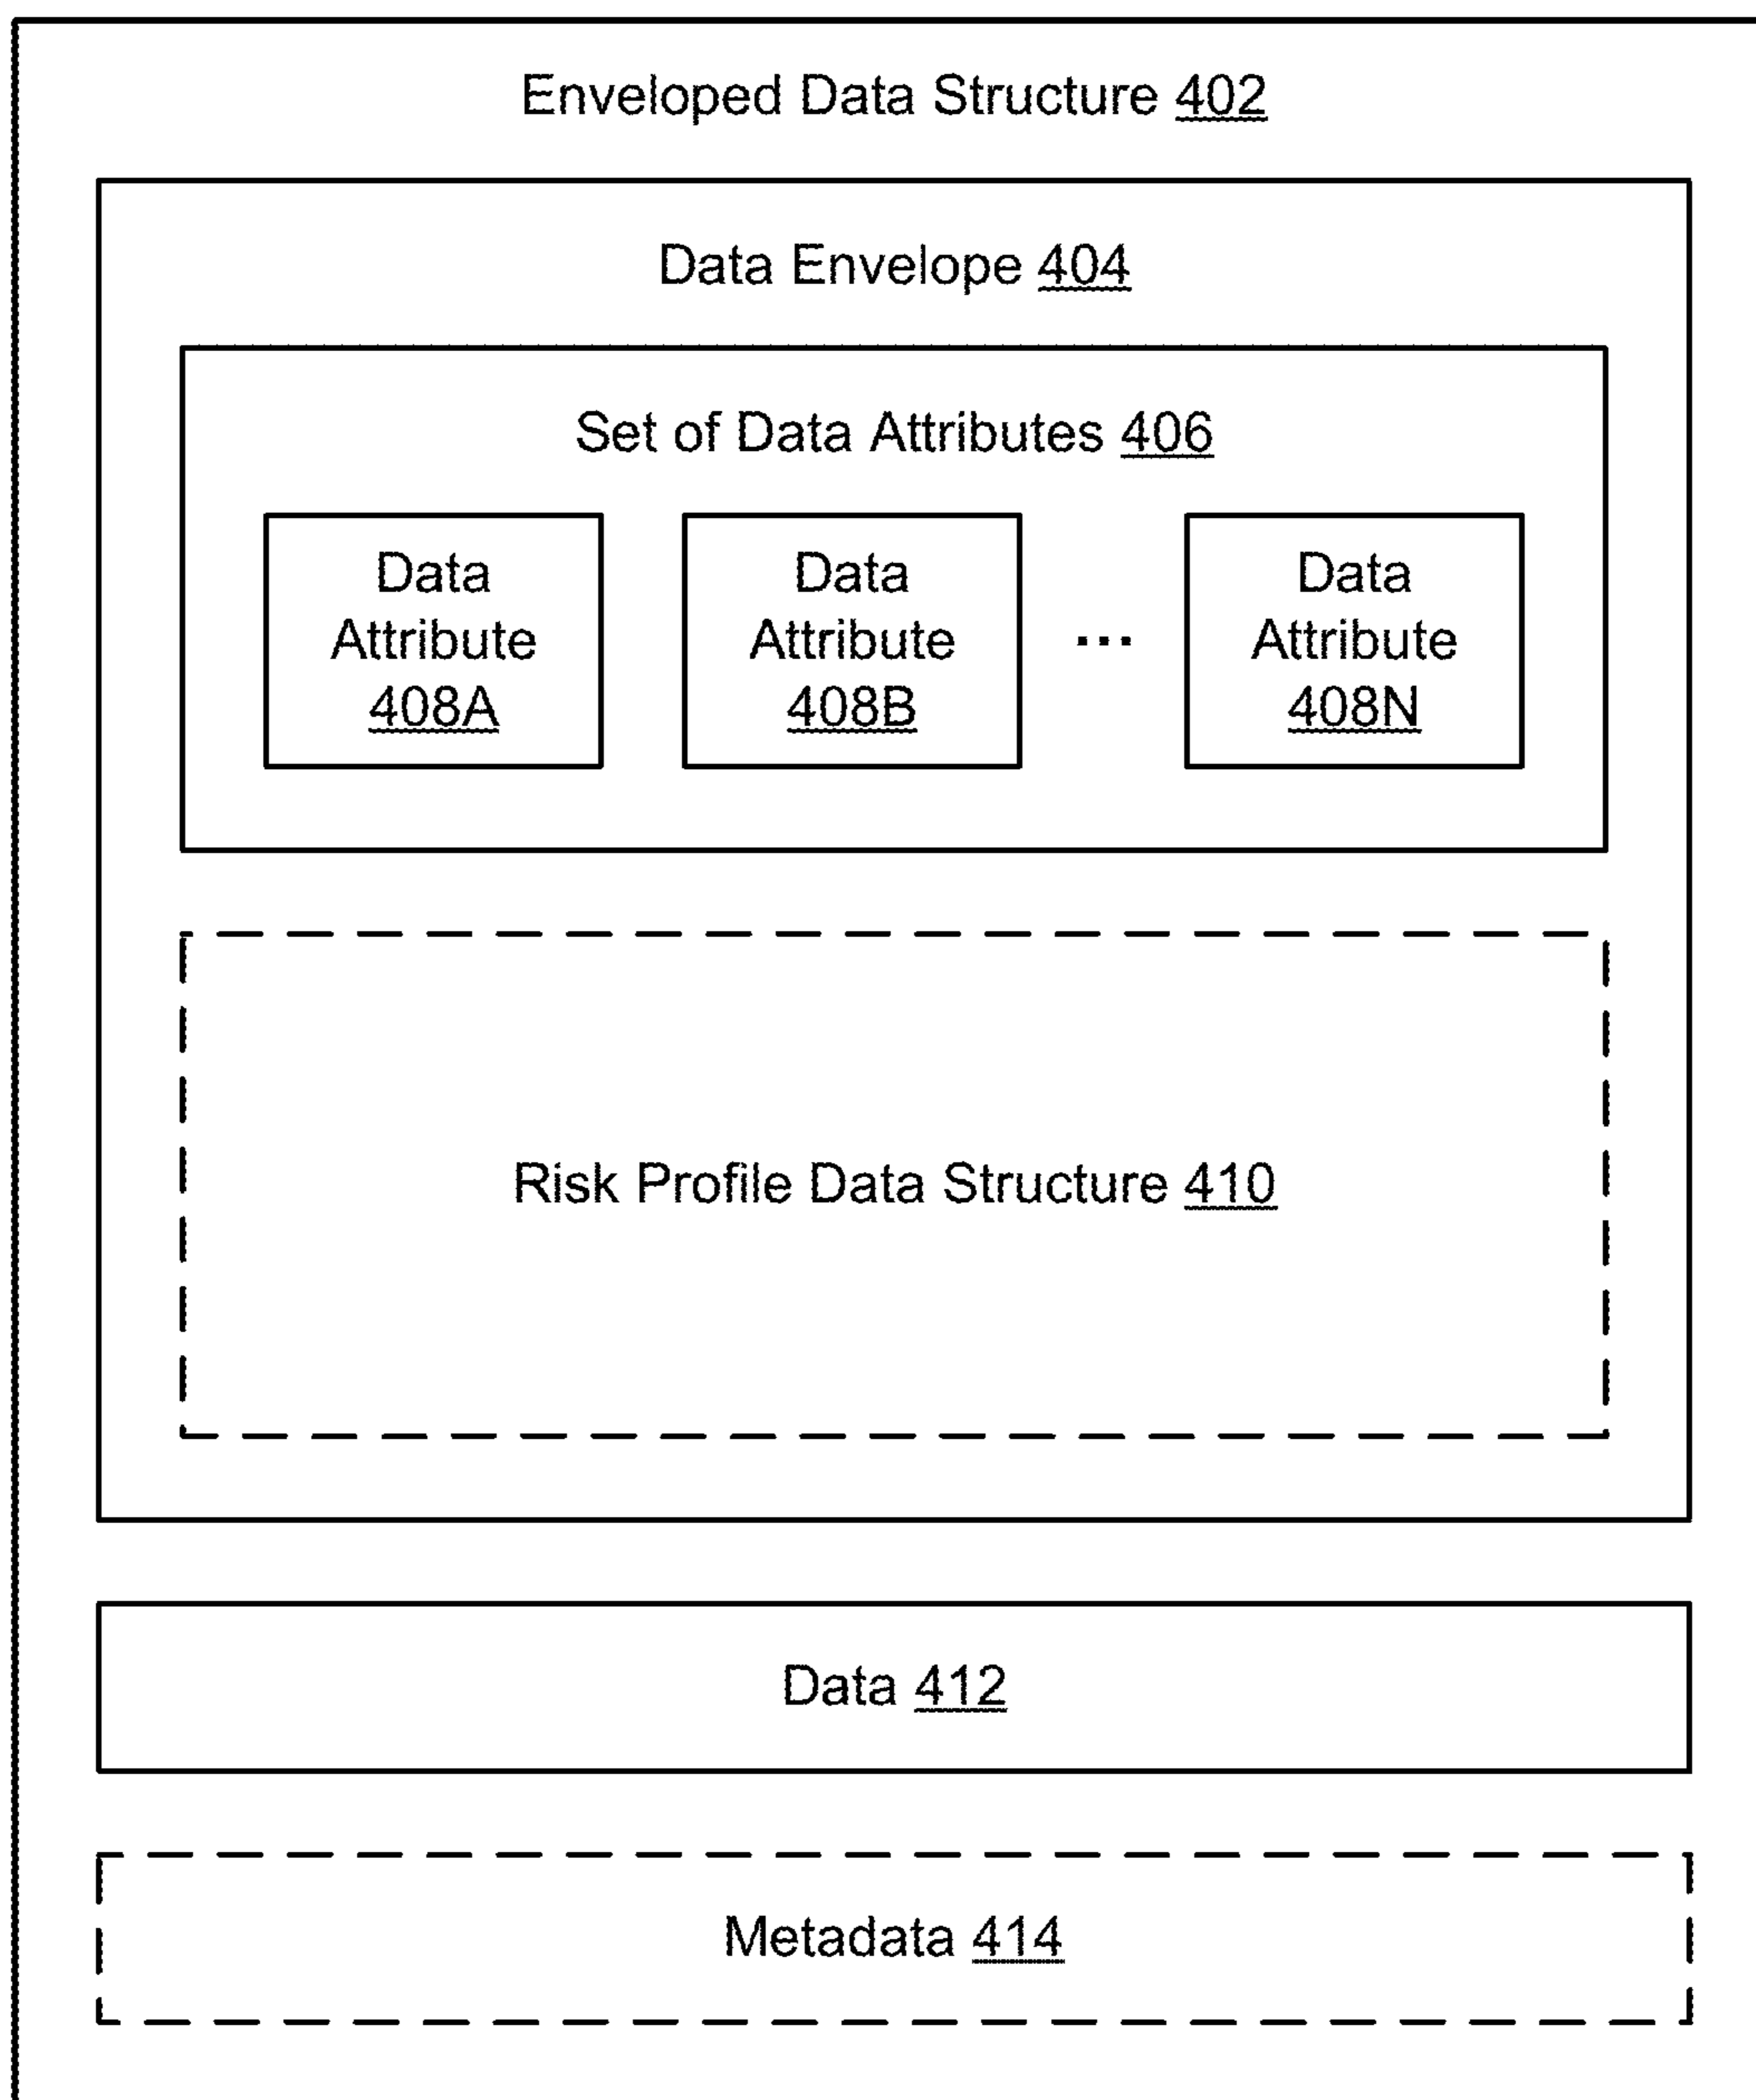 Enveloped Data Structure 402
Data Envelope 404
Set of Data Attributes 406
Data
Attribute
408A
Data
Attribute
408B
...
Data
Attribute
408N
Risk Profile Data Structure 410
Data 412
Metadata 414